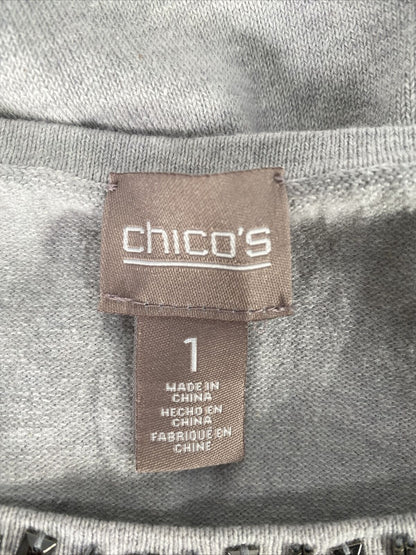 chico's
1
MADE IN
CHINA
HECHO EN
CHINA
FABRIQUÉ EN
CHINE